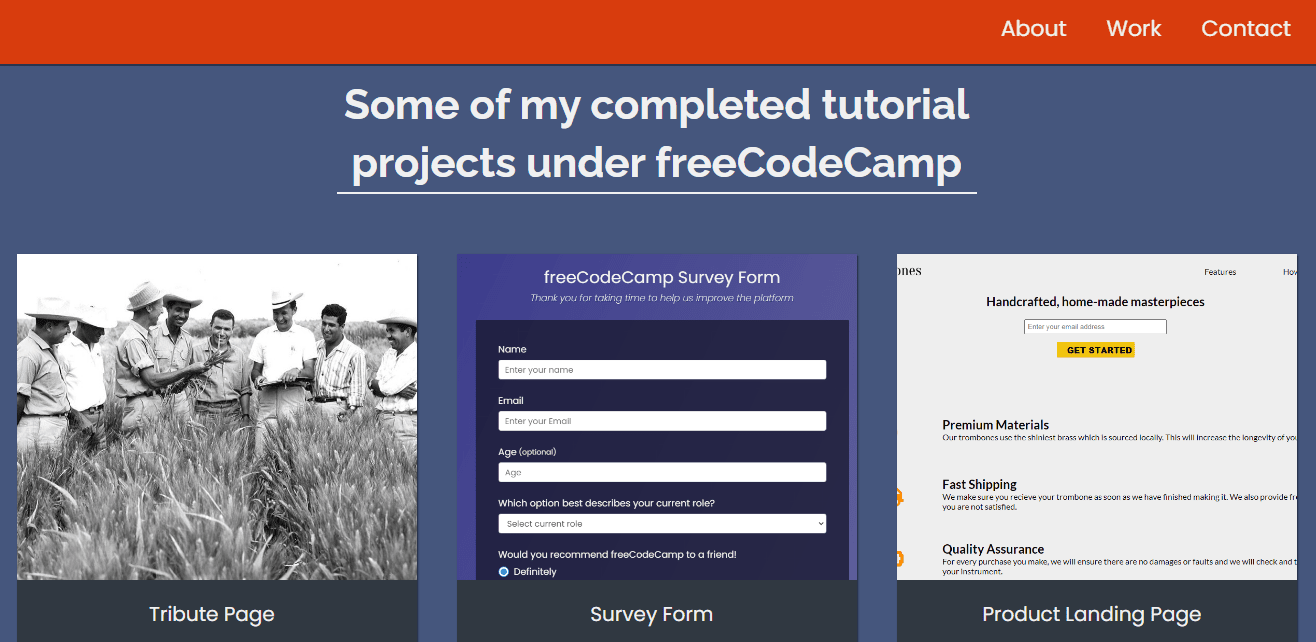 About Work Contact
Some of my completed tutorial
projects under freeCodeCamp
freeCodeCamp Survey Form
Thank you for taking time to help us improve the platform
Name
Enter your name
Email
Enter your Email
Age (optional)
Age
Which option best describes your current role?
Select current role
Would you recommend freeCodeCamp to a friend?
Definitely
ones
Features
How
Handcrafted, home-made masterpieces
Enter your email address
GET STARTED
Premium Materials
Our trombones use the shiniest brass which is sourced locally. This will increase the longevity of you
Fast Shipping
We make sure you recieve your trombone as soon as we have finished making it. We also provide fr
you are not satisfied.
Quality Assurance
For every purchase you make, we will ensure there are no damages or faults and we will check and t
your instrument.
Tribute Page
Survey Form
Product Landing Page